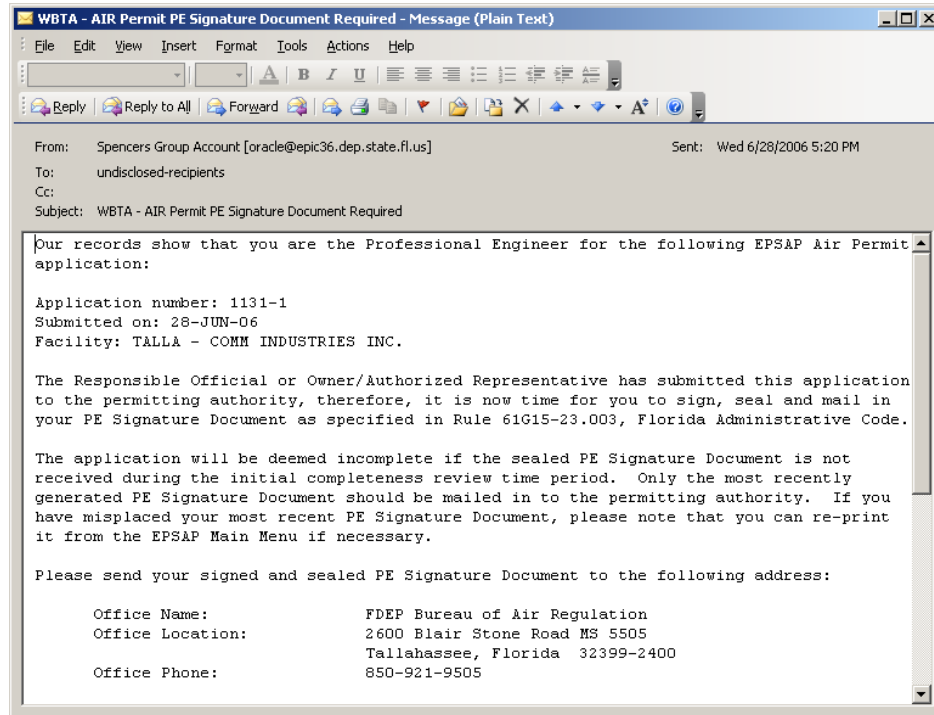 WBTA - AIR Permit PE Signature Document Required - Message (Plain Text)
File Edit View Insert Format Tools Actions Help
A B I U
Reply Reply to All Forward
From: Spencers Group Account [oracle@epic36.dep.state.fl.us] Sent: Wed 6/28/2006 5:20 PM
To: undisclosed-recipients
Cc:
Subject: WBTA - AIR Permit PE Signature Document Required
Our records show that you are the Professional Engineer for the following EPSAP Air Permit
application:
Application number: 1131-1
Submitted on: 28-JUN-06
Facility: TALLA - COMM INDUSTRIES INC.
The Responsible Official or Owner/Authorized Representative has submitted this application
to the permitting authority, therefore, it is now time for you to sign, seal and mail in
your PE Signature Document as specified in Rule 61G15-23.003, Florida Administrative Code.
The application will be deemed incomplete if the sealed PE Signature Document is not
received during the initial completeness review time period. Only the most recently
generated PE Signature Document should be mailed in to the permitting authority. If you
have misplaced your most recent PE Signature Document, please note that you can re-print
it from the EPSAP Main Menu if necessary.
Please send your signed and sealed PE Signature Document to the following address:
Office Name: FDEP Bureau of Air Regulation
Office Location: 2600 Blair Stone Road MS 5505
Tallahassee, Florida 32399-2400
Office Phone: 850-921-9505